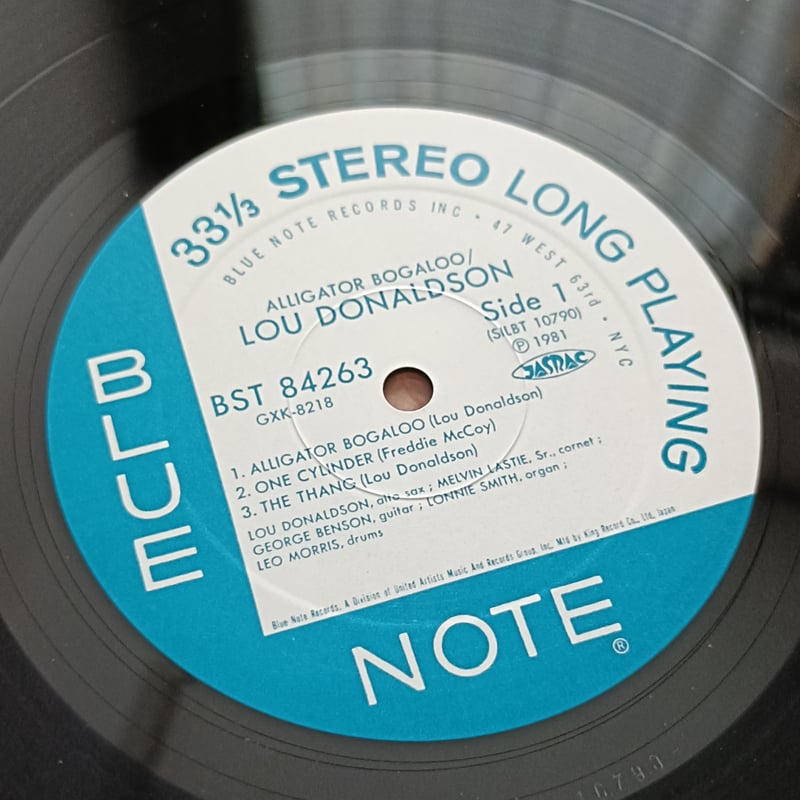 33⅓ STEREO LONG PLAYING
BLUE NOTE RECORDS INC • 47 WEST 63rd • NYC
ALLIGATOR BOGALOO/
LOU DONALDSON
Side 1
(SLBT 10790)
Ⓟ 1981
JASRAC
BST 84263
GXK-8218
1. ALLIGATOR BOGALOO (Lou Donaldson)
2. ONE CYLINDER (Freddie McCoy)
3. THE THANG (Lou Donaldson)
LOU DONALDSON, alto sax ; MELVIN LASTIE, Sr., cornet ;
GEORGE BENSON, guitar ; LONNIE SMITH, organ ;
LEO MORRIS, drums
Blue Note Records, A Division of United Artists Music And Records Group, Inc. Mfd by King Record Co., Ltd. Japan
BLUE
NOTE®